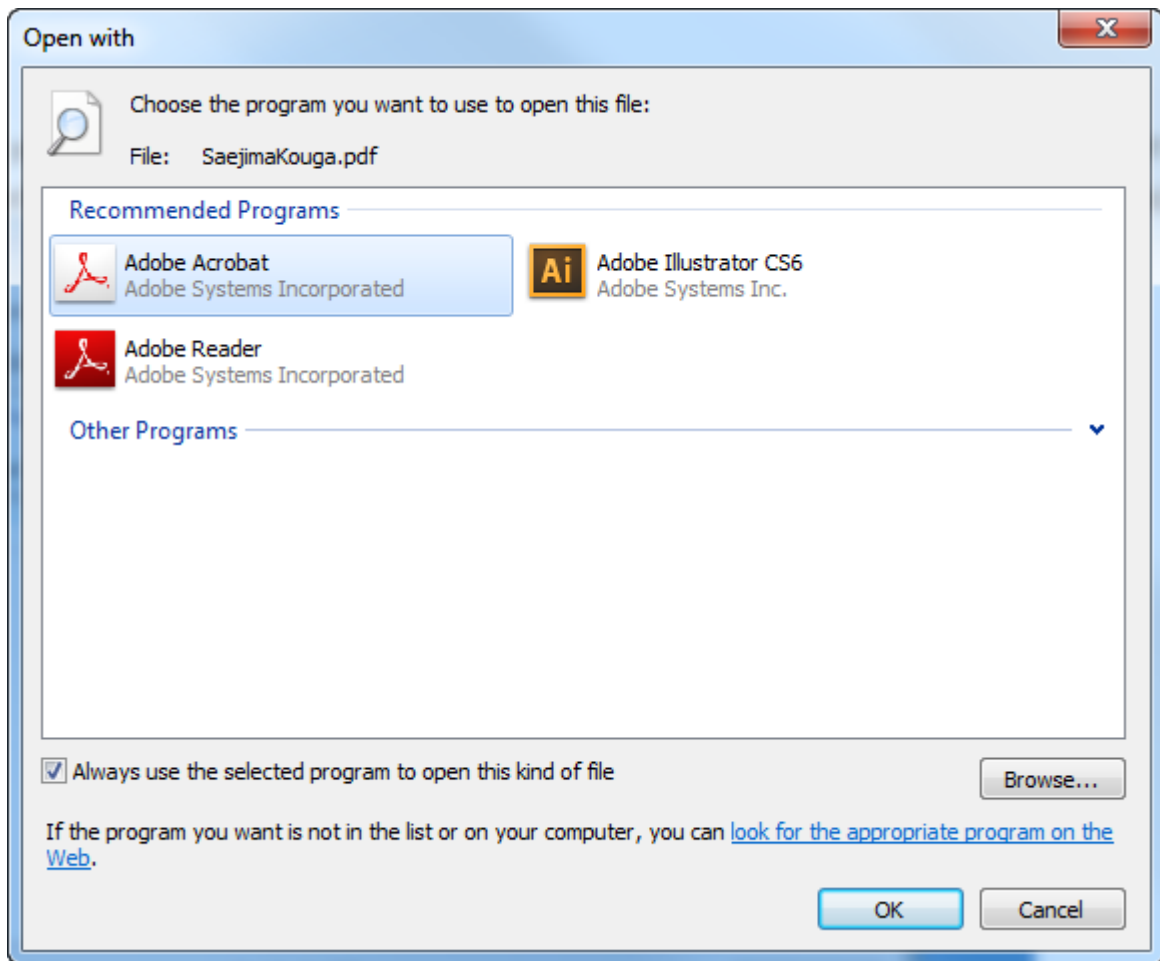 Open with
Choose the program you want to use to open this file:
File: SaejimaKouga.pdf
Recommended Programs
Adobe Acrobat
Adobe Systems Incorporated
Ai
Adobe Illustrator CS6
Adobe Systems Inc.
Adobe Reader
Adobe Systems Incorporated
Other Programs
Always use the selected program to open this kind of file
Browse...
If the program you want is not in the list or on your computer, you can look for the appropriate program on the
Web.
OK
Cancel